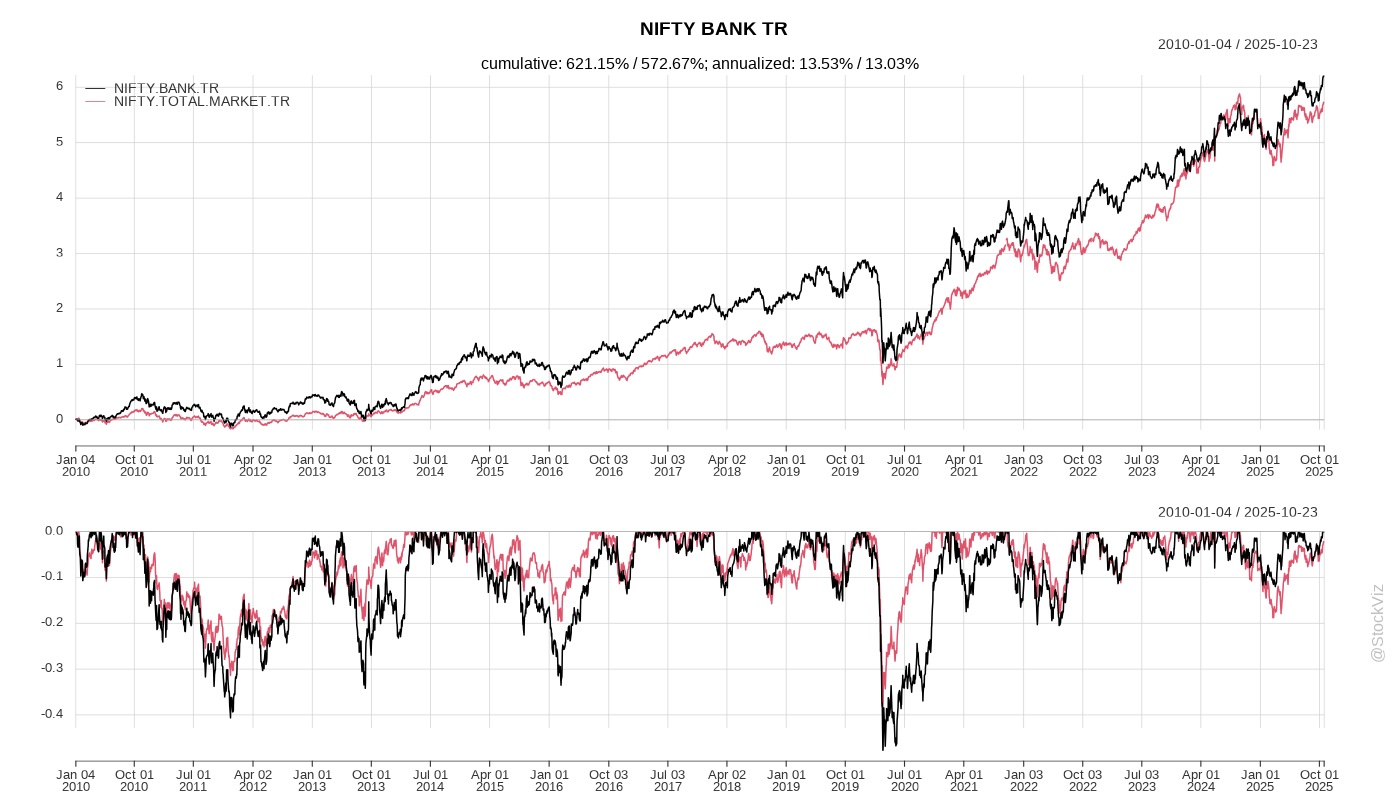 NIFTY BANK TR
2010-01-04 / 2025-10-23
cumulative: 621.15% / 572.67%; annualized: 13.53% / 13.03%
NIFTY.BANK.TR
NIFTY.TOTAL.MARKET.TR
6
5
4
3
2
1
0
Jan 04 Oct 01 Jul 01 Apr 02 Jan 01 Oct 01 Jul 01 Apr 01 Jan 01 Oct 03 Jul 03 Apr 02 Jan 01 Oct 01 Jul 01 Apr 01 Jan 03 Oct 03 Jul 03 Apr 01 Jan 01 Oct 01
2010 2010 2011 2012 2013 2013 2014 2015 2016 2016 2017 2018 2019 2019 2020 2021 2022 2022 2023 2024 2025 2025
2010-01-04 / 2025-10-23
0.0
-0.1
-0.2
-0.3
-0.4
Jan 04 Oct 01 Jul 01 Apr 02 Jan 01 Oct 01 Jul 01 Apr 01 Jan 01 Oct 03 Jul 03 Apr 02 Jan 01 Oct 01 Jul 01 Apr 01 Jan 03 Oct 03 Jul 03 Apr 01 Jan 01 Oct 01
2010 2010 2011 2012 2013 2013 2014 2015 2016 2016 2017 2018 2019 2019 2020 2021 2022 2022 2023 2024 2025 2025
@StockViz